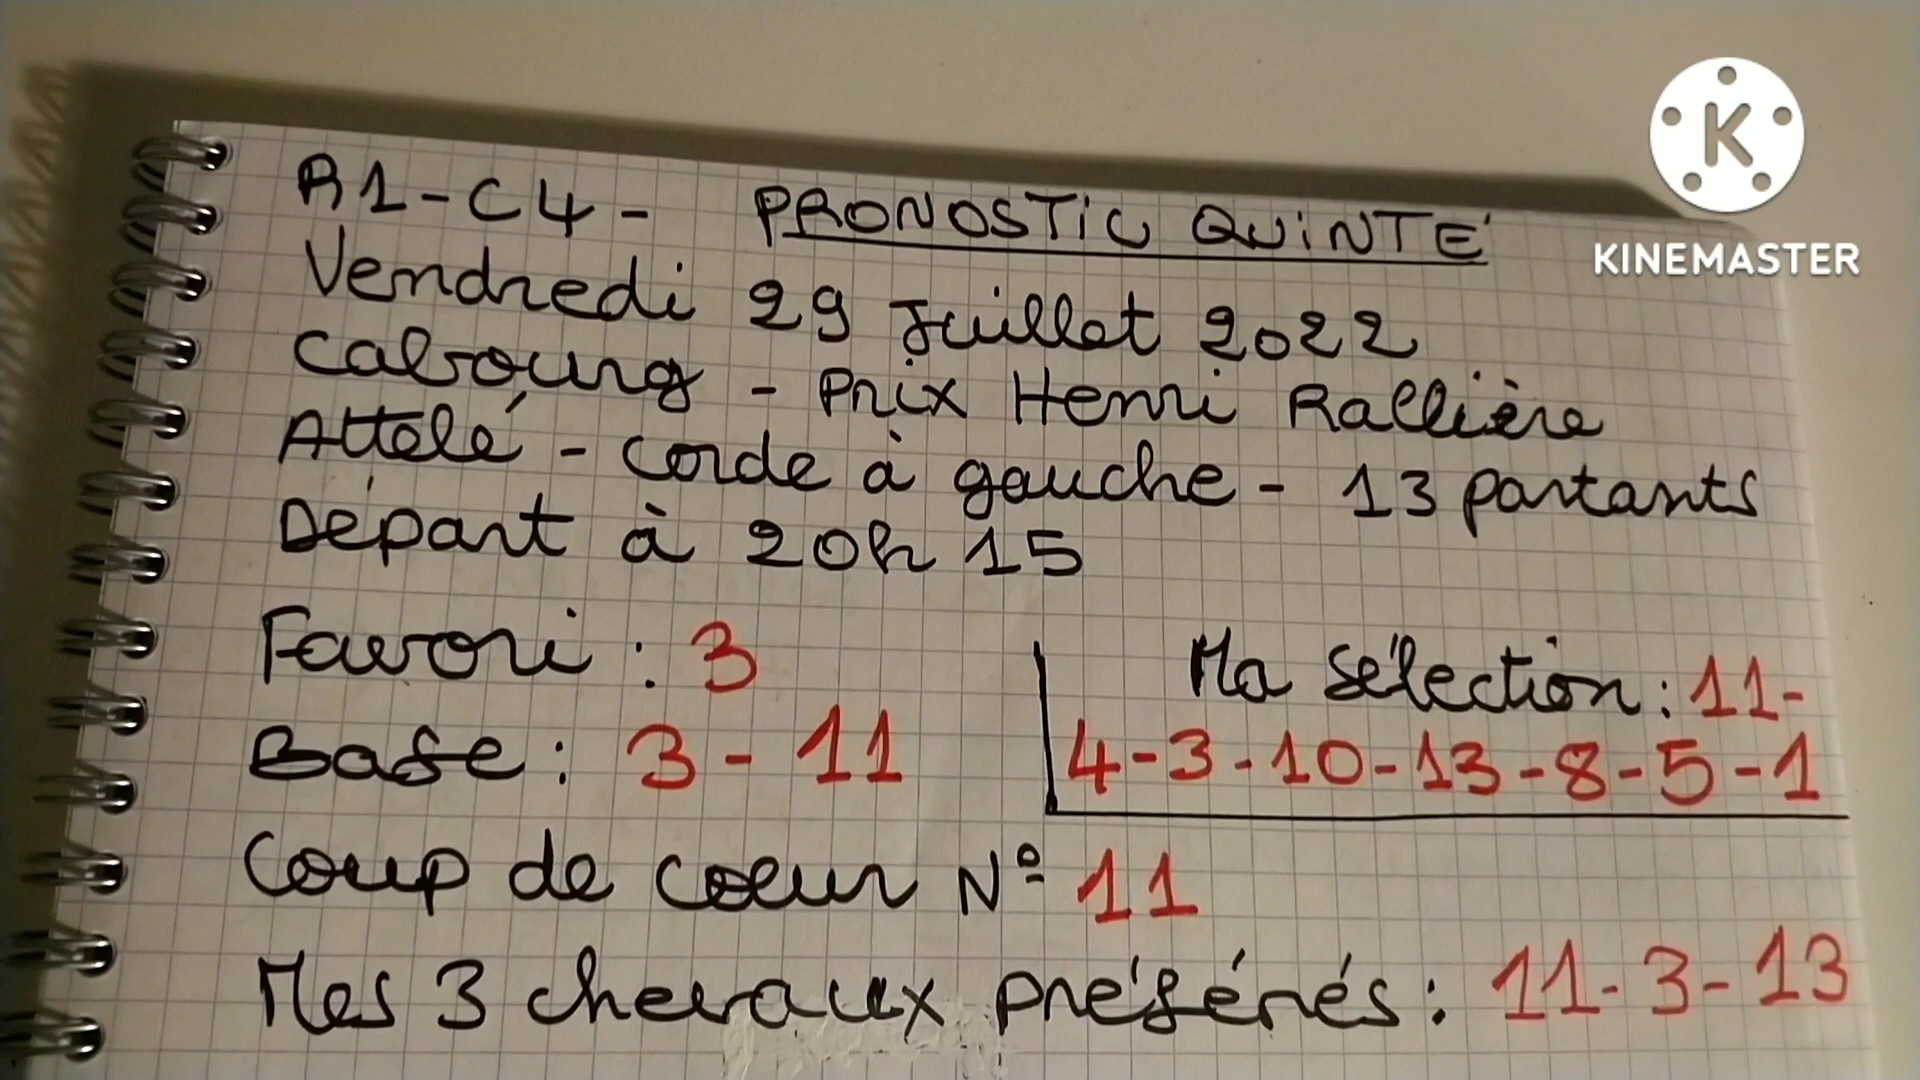 R1-C4- PRONOSTIC QUINTÉ
Vendredi 29 Juillet 2022
Cabourg - Prix Henri Rallière
Attelé - Corde à gauche - 13 partants
Départ à 20h15
Favori : 3
Base : 3 - 11
Ma sélection : 11-
4-3-10-13-8-5-1
Coup de coeur Nº 11
Mes 3 chevaux préférés : 11-3-13
K
KINEMASTER